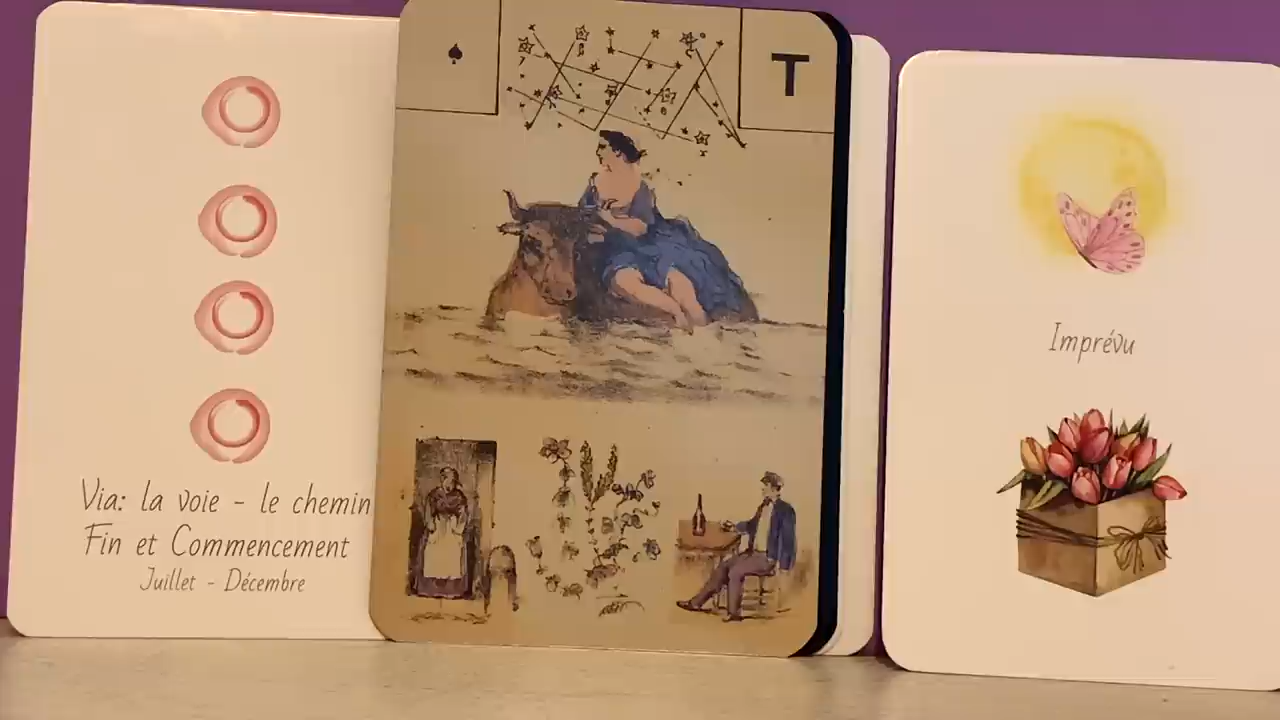 Via: la voie - le chemin
Fin et Commencement
Juillet - Décembre
T
Imprévu